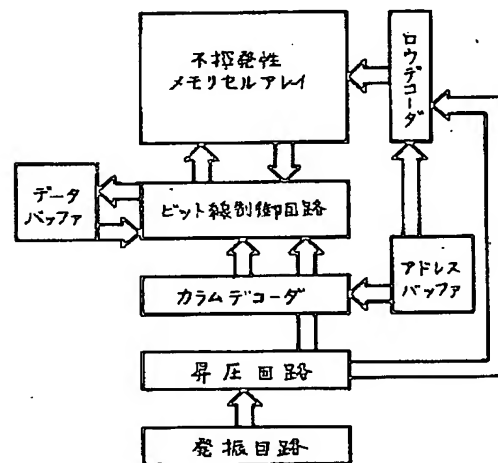 不揮発性
メモリセルアレイ
ロウデコーダ
データ
バッファ
ビット線制御回路
アドレス
バッファ
カラムデコーダ
昇圧回路
発振回路